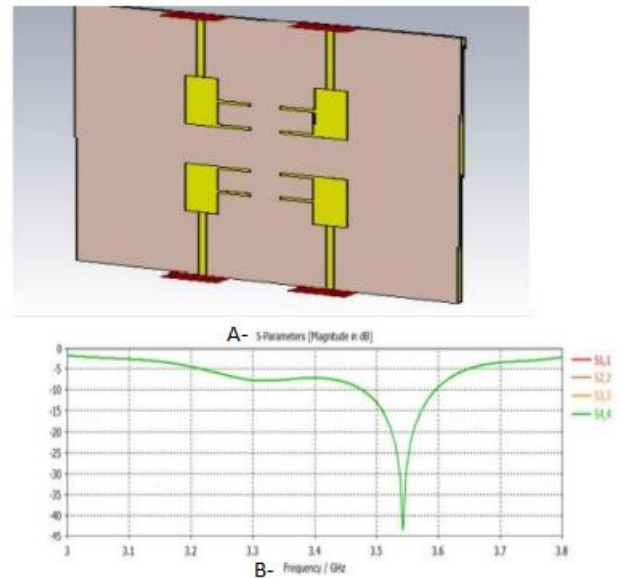 A- S-Parameters [Magnitude in dB]
0
-5
-10
-15
-20
-25
-30
-35
-40
-45
3 3.1 3.2 3.3 3.4 3.5 3.6 3.7 3.8
B- Frequency / GHz
S1,1
S2,2
S3,3
S4,4